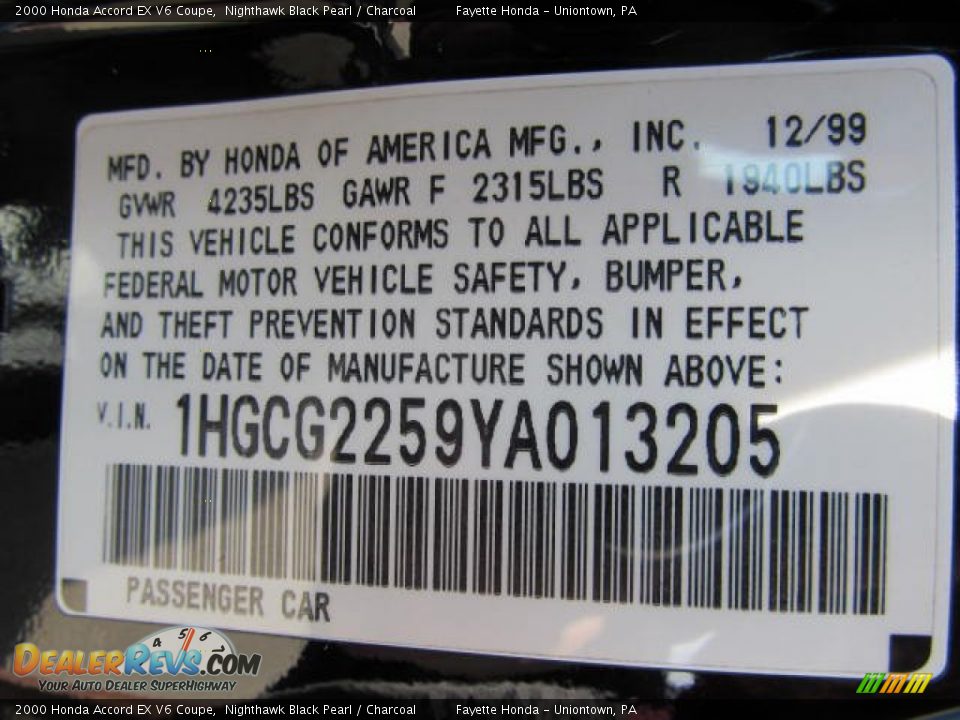 2000 Honda Accord EX V6 Coupe, Nighthawk Black Pearl / Charcoal Fayette Honda - Uniontown, PA
MFD. BY HONDA OF AMERICA MFG., INC. 12/99
GVWR 4235LBS GAWR F 2315LBS R 1940LBS
THIS VEHICLE CONFORMS TO ALL APPLICABLE
FEDERAL MOTOR VEHICLE SAFETY, BUMPER,
AND THEFT PREVENTION STANDARDS IN EFFECT
ON THE DATE OF MANUFACTURE SHOWN ABOVE:
V.I.N. 1HGCG2259YA013205
PASSENGER CAR
4 5 6
DEALERREVS.COM
YOUR AUTO DEALER SUPERHIGHWAY
2000 Honda Accord EX V6 Coupe, Nighthawk Black Pearl / Charcoal Fayette Honda - Uniontown, PA